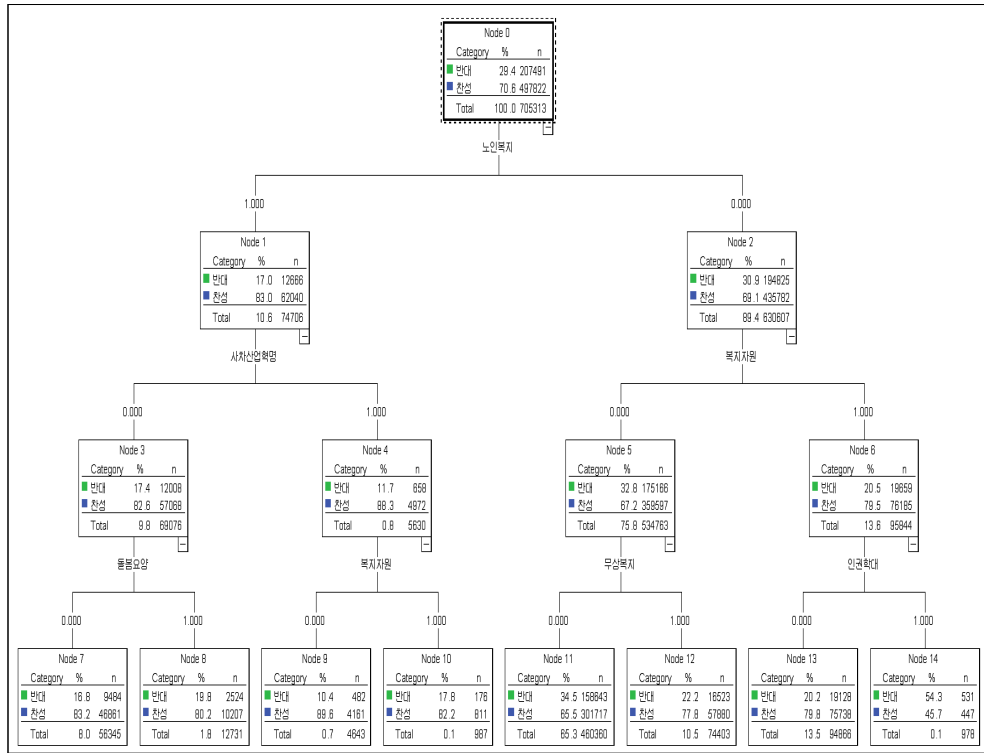 Node 0
Category % n
반대 29.4 207491
찬성 70.6 497822
Total 100.0 705313
노인복지
1.000
0.000
Node 1
Category % n
반대 17.0 12666
찬성 83.0 62040
Total 10.6 74706
사차산업혁명
Node 2
Category % n
반대 30.9 194825
찬성 69.1 435782
Total 89.4 630607
복지자원
0.000
1.000
0.000
1.000
Node 3
Category % n
반대 17.4 12008
찬성 82.6 57068
Total 9.8 69076
돌봄요양
Node 4
Category % n
반대 11.7 658
찬성 88.3 4972
Total 0.8 5630
복지자원
Node 5
Category % n
반대 32.8 175166
찬성 67.2 359597
Total 75.8 534763
무상복지
Node 6
Category % n
반대 20.5 19659
찬성 79.5 76185
Total 13.6 95844
인권학대
0.000
1.000
0.000
1.000
0.000
1.000
0.000
1.000
Node 7
Category % n
반대 16.8 9484
찬성 83.2 46861
Total 8.0 56345
Node 8
Category % n
반대 19.8 2524
찬성 80.2 10207
Total 1.8 12731
Node 9
Category % n
반대 10.4 482
찬성 89.6 4161
Total 0.7 4643
Node 10
Category % n
반대 17.8 176
찬성 82.2 811
Total 0.1 987
Node 11
Category % n
반대 34.5 158643
찬성 65.5 301717
Total 65.3 460360
Node 12
Category % n
반대 22.2 16523
찬성 77.8 57880
Total 10.5 74403
Node 13
Category % n
반대 20.2 19128
찬성 79.8 75738
Total 13.5 94866
Node 14
Category % n
반대 54.3 531
찬성 45.7 447
Total 0.1 978